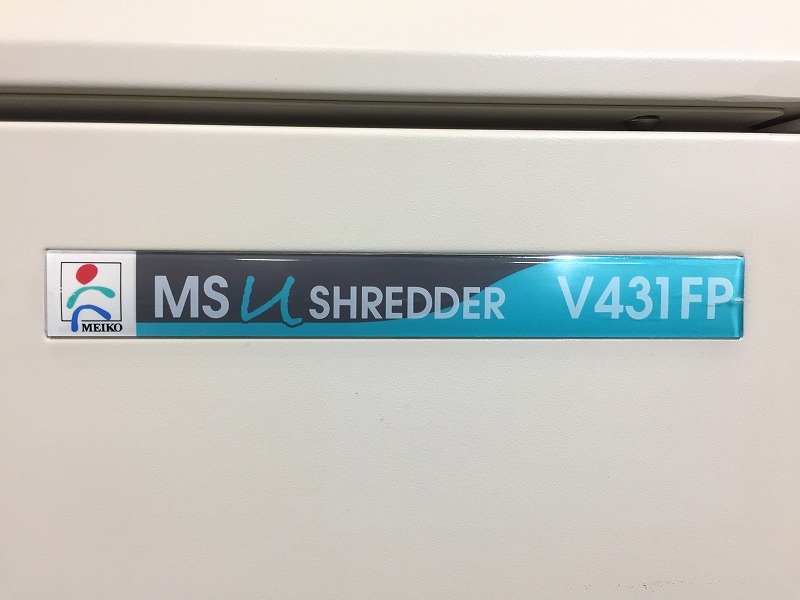 MEIKO
MS U SHREDDER V431FP